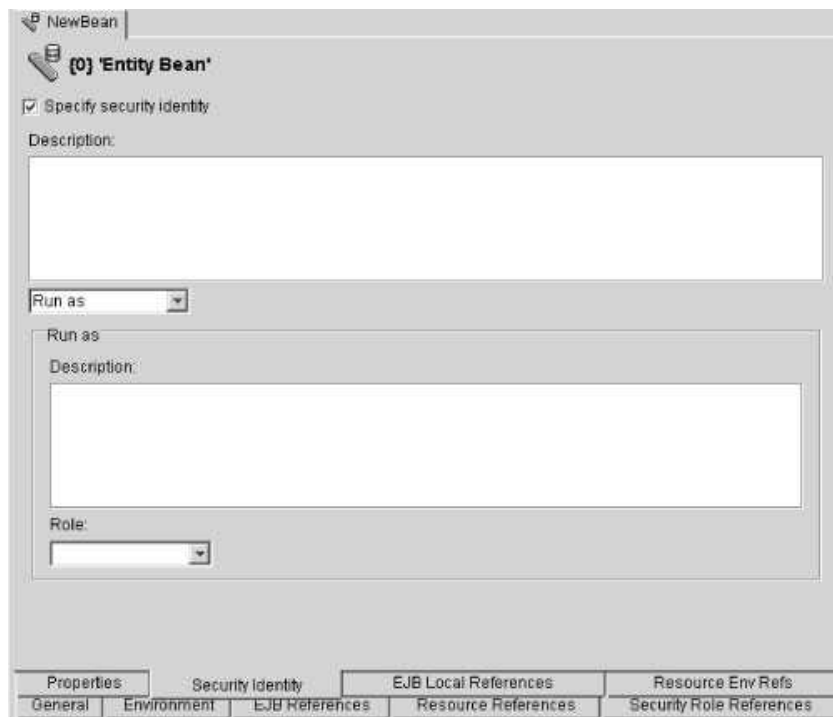 NewBean
{0} 'Entity Bean'
Specify security identity
Description:
Run as
Run as
Description:
Role:
Properties Security Identity EJB Local References Resource Env Refs
General Environment EJB References Resource References Security Role References